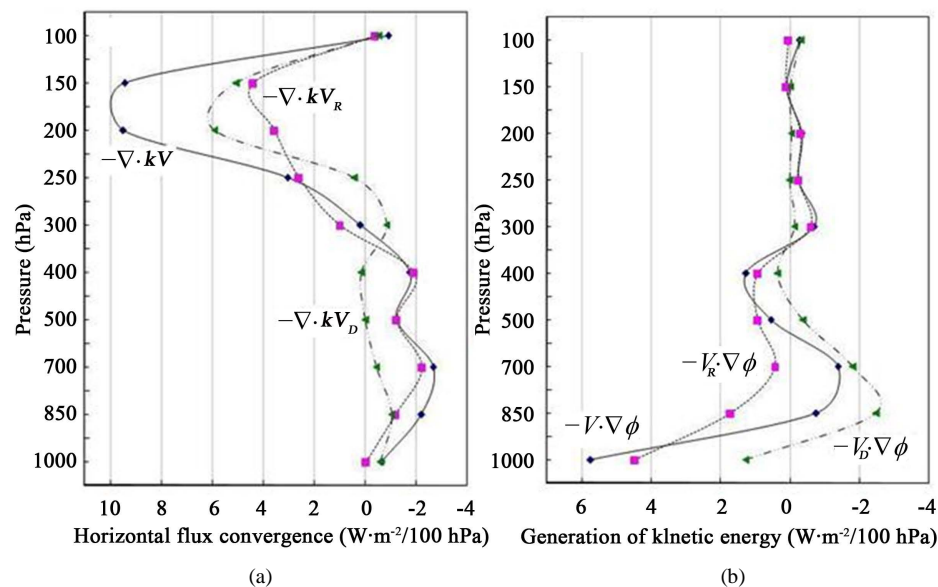 100
150
200
250
300
400
500
700
850
1000
Pressure (hPa)
−∇·kV_R
−∇·kV
−∇·kV_D
10 8 6 4 2 0 -2 -4
Horizontal flux convergence (W·m⁻²/100 hPa)
(a)
100
150
200
250
300
400
500
700
850
1000
Pressure (hPa)
−V_R·∇ϕ
−V·∇ϕ
−V_D·∇ϕ
6 4 2 0 -2 -4
Generation of klnetic energy (W·m⁻²/100 hPa)
(b)